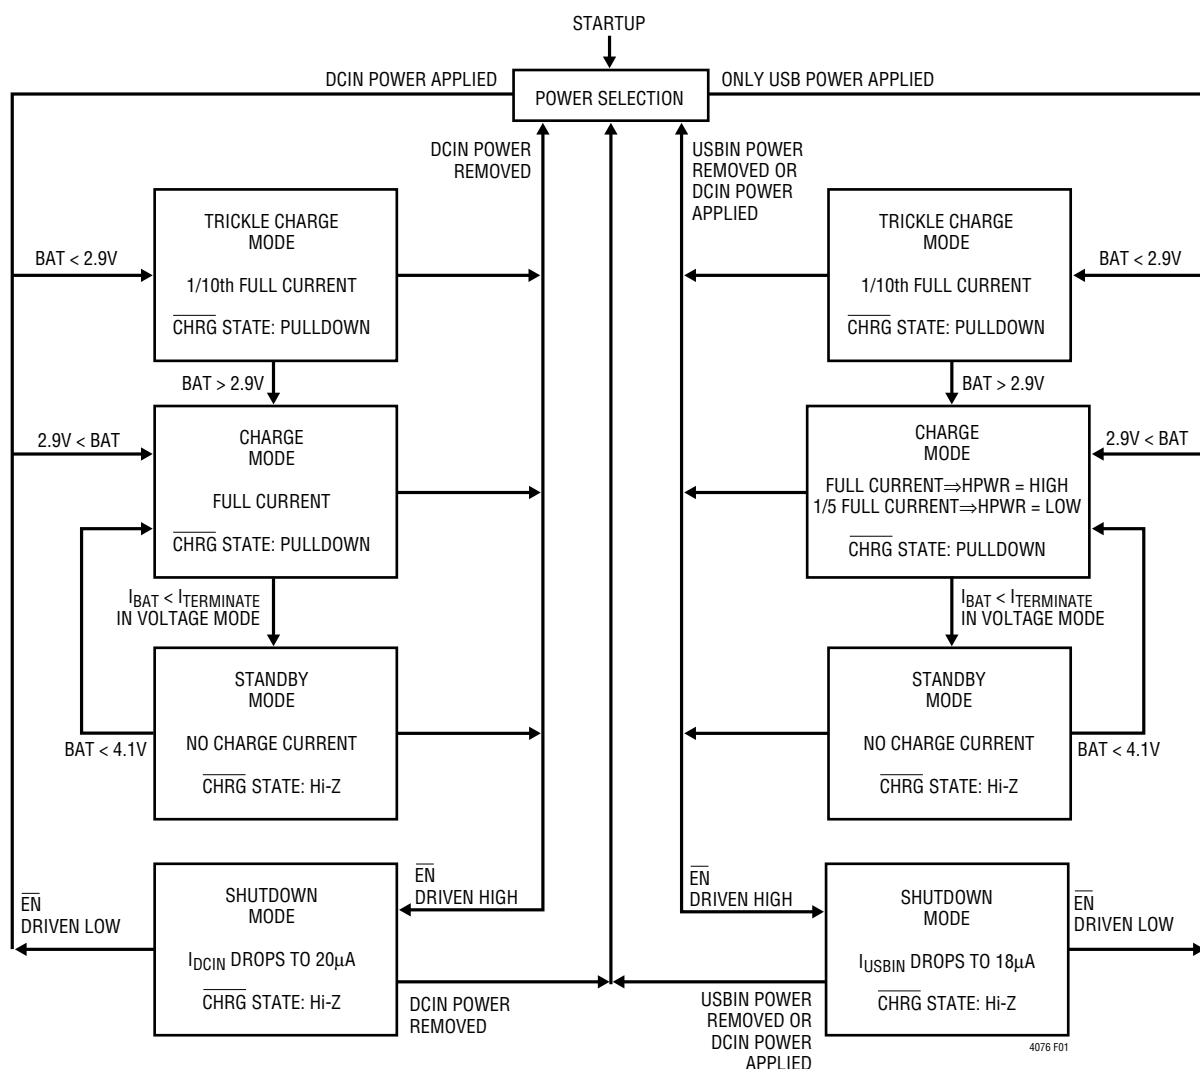 STARTUP
DCIN POWER APPLIED
POWER SELECTION
ONLY USB POWER APPLIED
DCIN POWER
REMOVED
USBIN POWER
REMOVED OR
DCIN POWER
APPLIED
TRICKLE CHARGE
MODE
1/10th FULL CURRENT
CHRG STATE: PULLDOWN
BAT < 2.9V
BAT > 2.9V
CHARGE
MODE
FULL CURRENT
CHRG STATE: PULLDOWN
2.9V < BAT
IBAT < ITERMINATE
IN VOLTAGE MODE
STANDBY
MODE
NO CHARGE CURRENT
CHRG STATE: Hi-Z
BAT < 4.1V
EN
DRIVEN LOW
SHUTDOWN
MODE
IDCIN DROPS TO 20μA
CHRG STATE: Hi-Z
EN
DRIVEN HIGH
DCIN POWER
REMOVED
TRICKLE CHARGE
MODE
1/10th FULL CURRENT
CHRG STATE: PULLDOWN
BAT < 2.9V
BAT > 2.9V
CHARGE
MODE
FULL CURRENT⇒HPWR = HIGH
1/5 FULL CURRENT⇒HPWR = LOW
CHRG STATE: PULLDOWN
2.9V < BAT
IBAT < ITERMINATE
IN VOLTAGE MODE
STANDBY
MODE
NO CHARGE CURRENT
CHRG STATE: Hi-Z
BAT < 4.1V
EN
DRIVEN HIGH
SHUTDOWN
MODE
IUSBIN DROPS TO 18μA
CHRG STATE: Hi-Z
EN
DRIVEN LOW
USBIN POWER
REMOVED OR
DCIN POWER
APPLIED
4076 F01